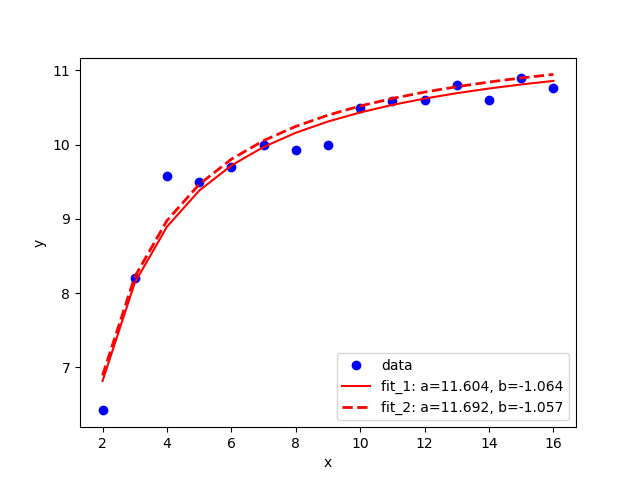 11
10
9
8
7
y
2
4
6
8
10
12
14
16
x
data
fit_1: a=11.604, b=-1.064
fit_2: a=11.692, b=-1.057